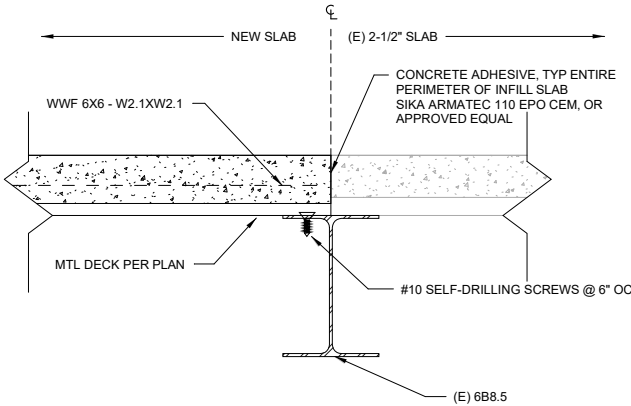 ℄
NEW SLAB
(E) 2-1/2" SLAB
CONCRETE ADHESIVE, TYP ENTIRE
PERIMETER OF INFILL SLAB
SIKA ARMATEC 110 EPO CEM, OR
APPROVED EQUAL
WWF 6X6 - W2.1XW2.1
MTL DECK PER PLAN
#10 SELF-DRILLING SCREWS @ 6" OC
(E) 6B8.5